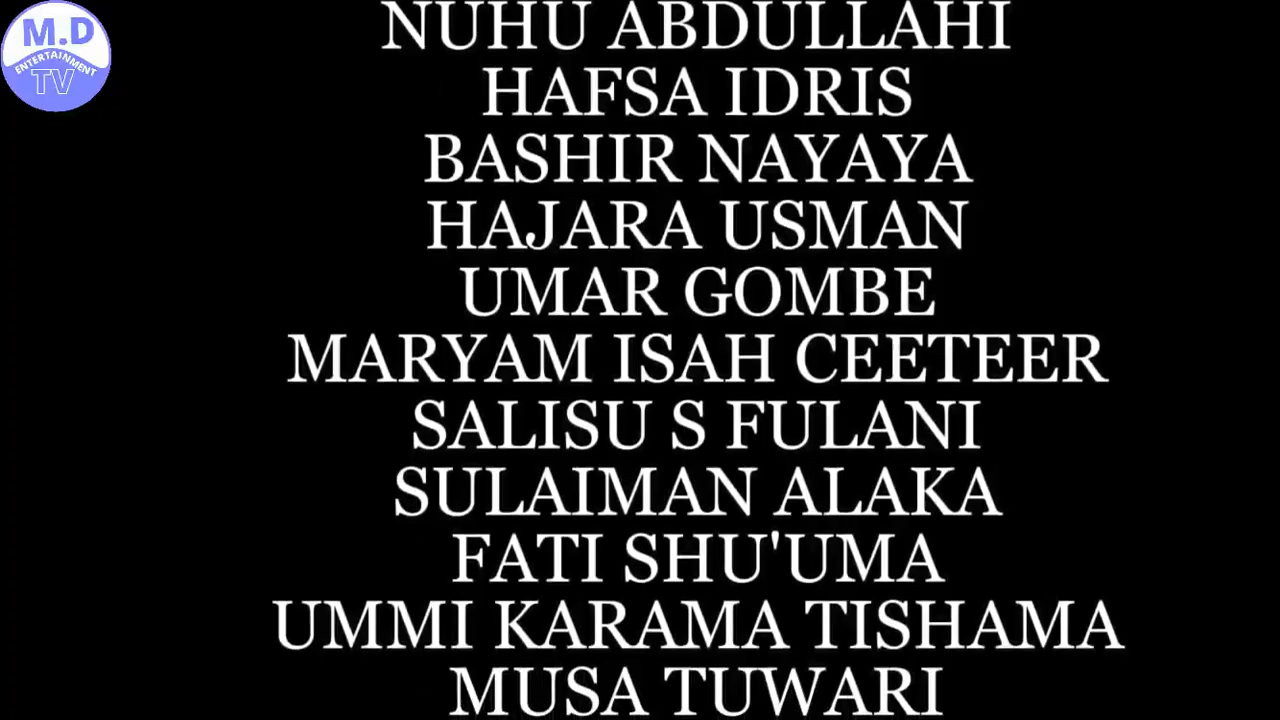 M.D
ENTERTAINMENT
TV
NUHU ABDULLAHI
HAFSA IDRIS
BASHIR NAYAYA
HAJARA USMAN
UMAR GOMBE
MARYAM ISAH CEETEER
SALISU S FULANI
SULAIMAN ALAKA
FATI SHU'UMA
UMMI KARAMA TISHAMA
MUSA TUWARI